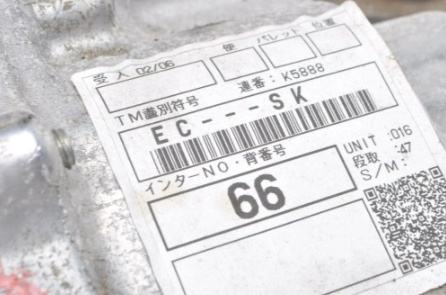 受入 02/06 便 パレット 位置
連番: K5888
TM識別符号
EC---SK
インターNO・背番号
66
UNIT :016
段取 :47
S/M: